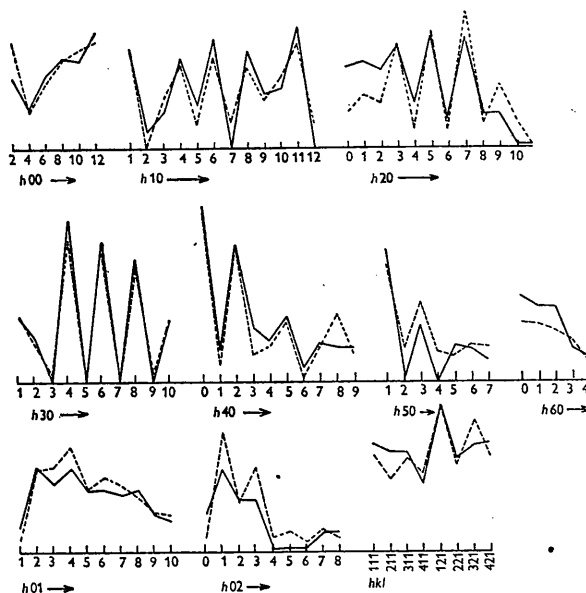 2 4 6 8 10 12
h00
1 2 3 4 5 6 7 8 9 10 11 12
h10
0 1 2 3 4 5 6 7 8 9 10
h20
1 2 3 4 5 6 7 8 9 10
h30
0 1 2 3 4 5 6 7 8 9
h40
1 2 3 4 5 6 7
h50
0 1 2 3 4
h60
1 2 3 4 5 6 7 8 9 10
h01
0 1 2 3 4 5 6 7 8
h02
111 211 311 411 121 221 321 421
hkl